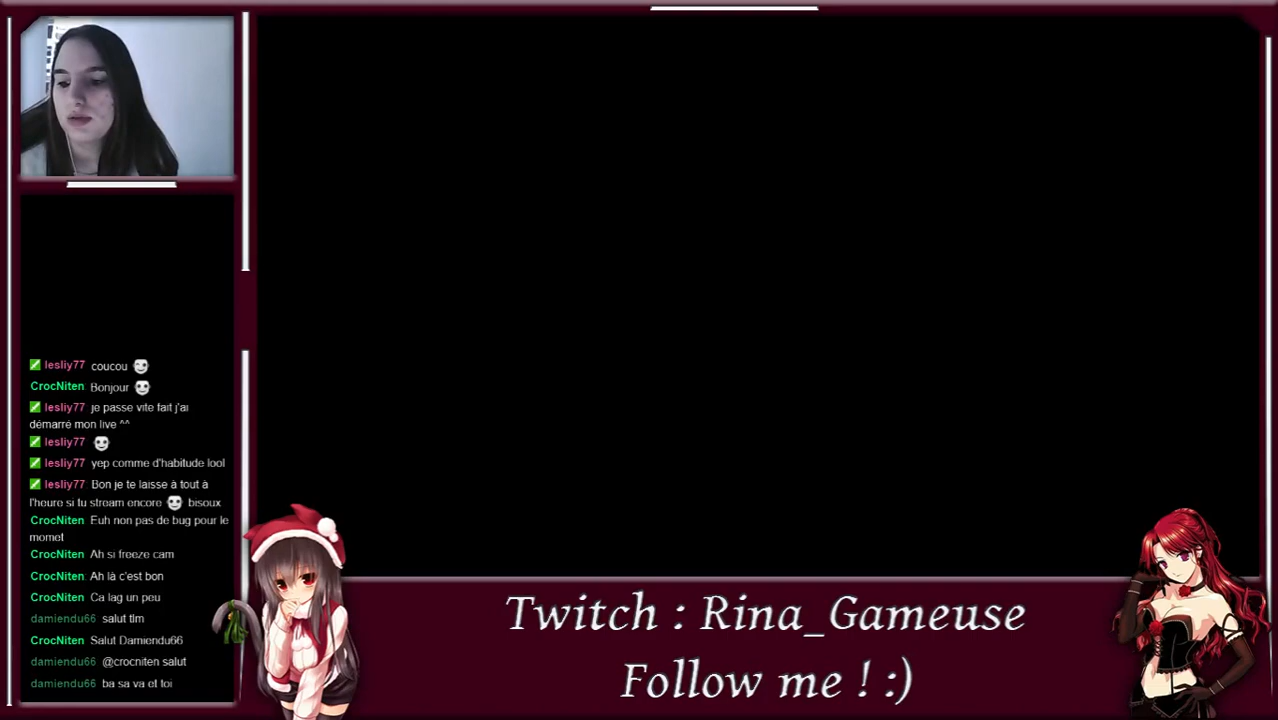 lesliy77 coucou
CrocNiten Bonjour
lesliy77 je passe vite fait j'ai
démarré mon live ^^
lesliy77
lesliy77 yep comme d'habitude lool
lesliy77 Bon je te laisse à tout à
l'heure si tu stream encore bisoux
CrocNiten Euh non pas de bug pour le
momet
CrocNiten Ah si freeze cam
CrocNiten Ah là c'est bon
CrocNiten Ca lag un peu
damiendu66 salut tlm
CrocNiten Salut Damiendu66
damiendu66 @crocniten salut
damiendu66 ba sa va et toi
Twitch : Rina_Gameuse
Follow me ! :)